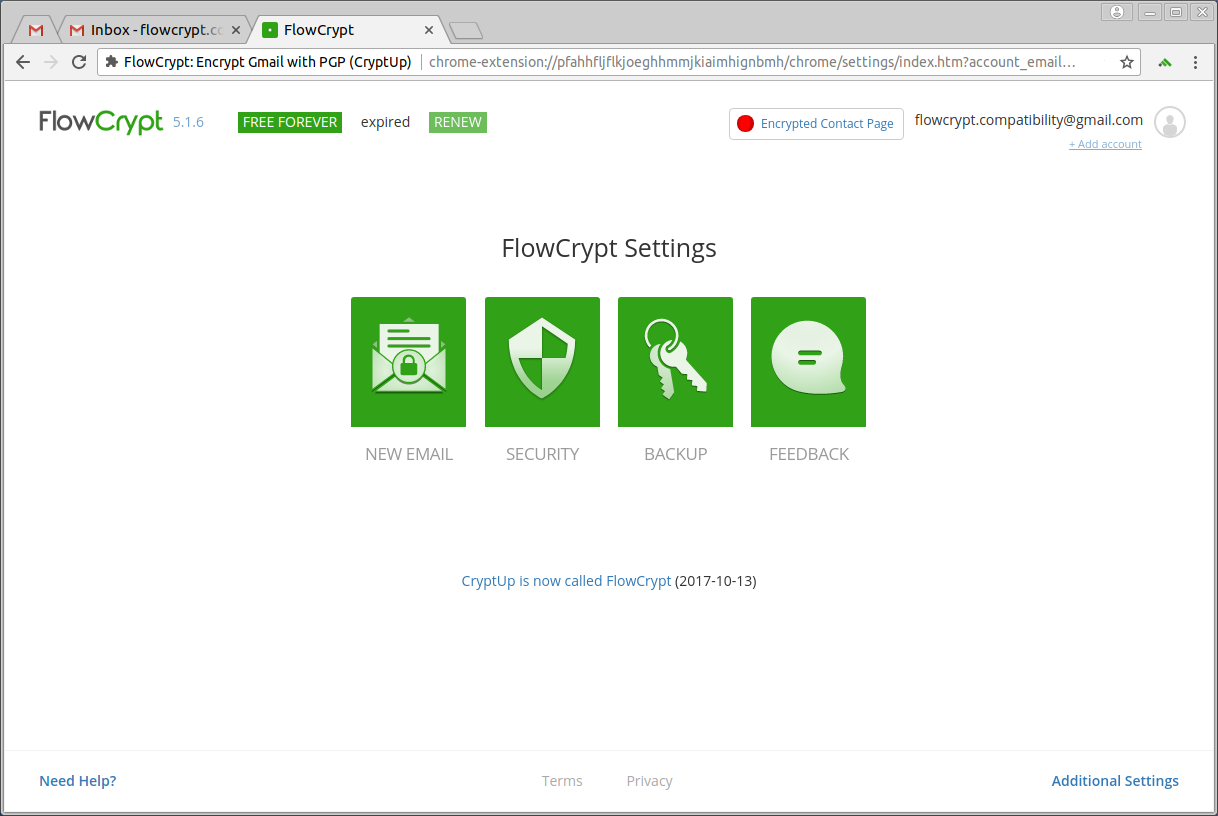 Inbox - flowcrypt.cc
FlowCrypt
FlowCrypt: Encrypt Gmail with PGP (CryptUp) chrome-extension://pfahhfljflkjoeghhmmjkiaimhignbmh/chrome/settings/index.htm?account_email...
FlowCrypt 5.1.6 FREE FOREVER expired RENEW
Encrypted Contact Page
flowcrypt.compatibility@gmail.com
+ Add account
FlowCrypt Settings
NEW EMAIL SECURITY BACKUP FEEDBACK
CryptUp is now called FlowCrypt (2017-10-13)
Need Help? Terms Privacy Additional Settings